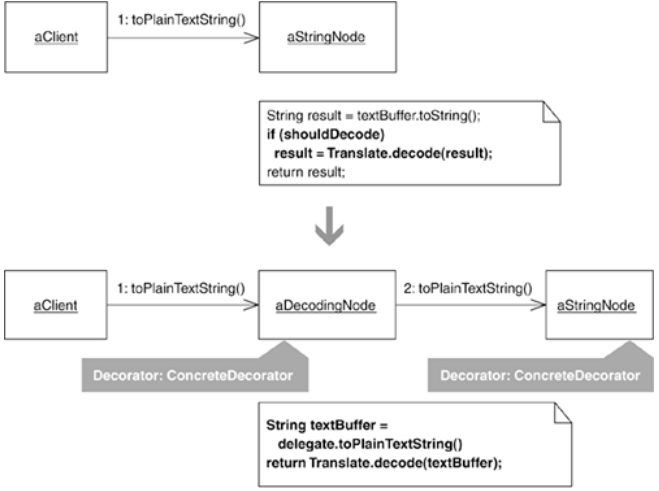 1: toPlainTextString()
aClient
aStringNode
String result = textBuffer.toString();
if (shouldDecode)
result = Translate.decode(result);
return result;
1: toPlainTextString()
2: toPlainTextString()
aClient
aDecodingNode
aStringNode
Decorator: ConcreteDecorator
Decorator: ConcreteDecorator
String textBuffer =
delegate.toPlainTextString()
return Translate.decode(textBuffer);